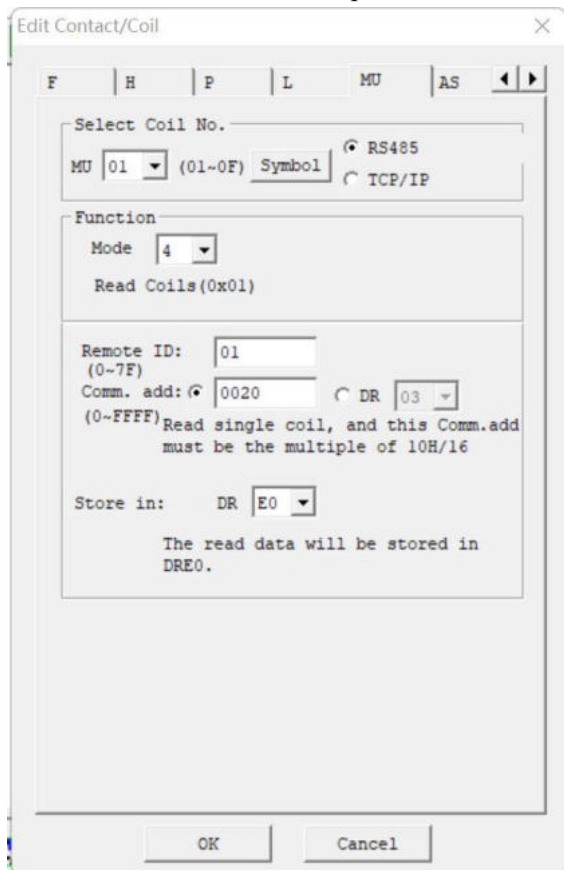 Edit Contact/Coil
F H P L MU AS
Select Coil No.
MU 01 (01~0F) Symbol RS485
TCP/IP
Function
Mode 4
Read Coils(0x01)
Remote ID: 01
(0~7F)
Comm. add: 0020 DR 03
(0~FFFF) Read single coil, and this Comm.add
must be the multiple of 10H/16
Store in: DR E0
The read data will be stored in
DRE0.
OK Cancel